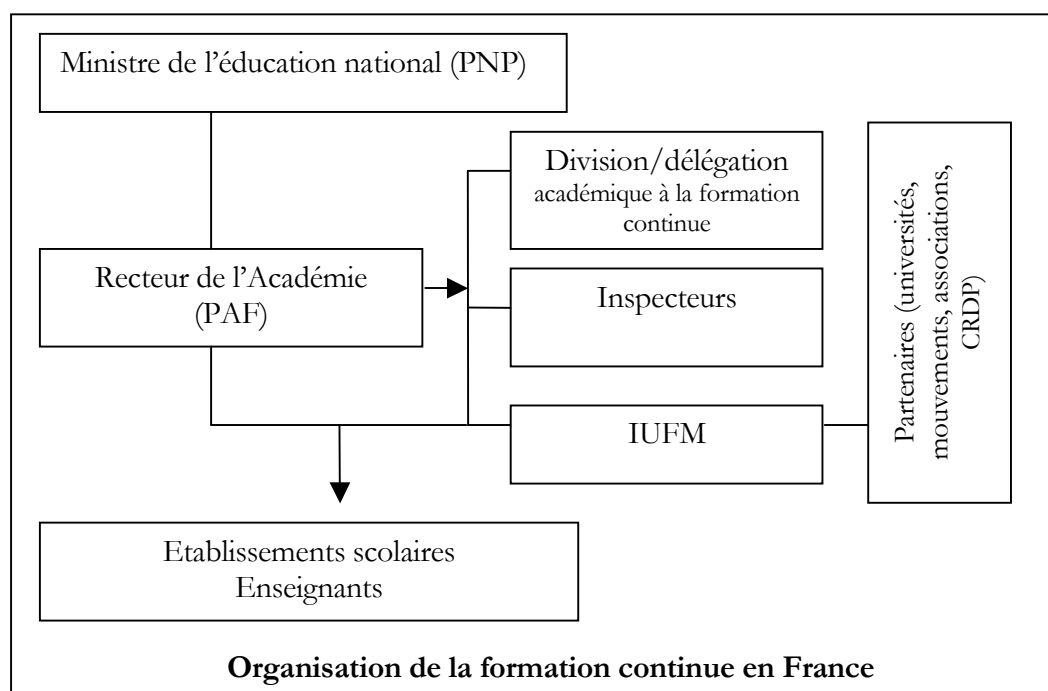 Ministre de l’éducation national (PNP)
Division/délégation
académique à la formation
continue
Recteur de l’Académie
(PAF)
Inspecteurs
IUFM
Partenaires (universités,
mouvements, associations,
CRDP)
Etablissements scolaires
Enseignants
Organisation de la formation continue en France